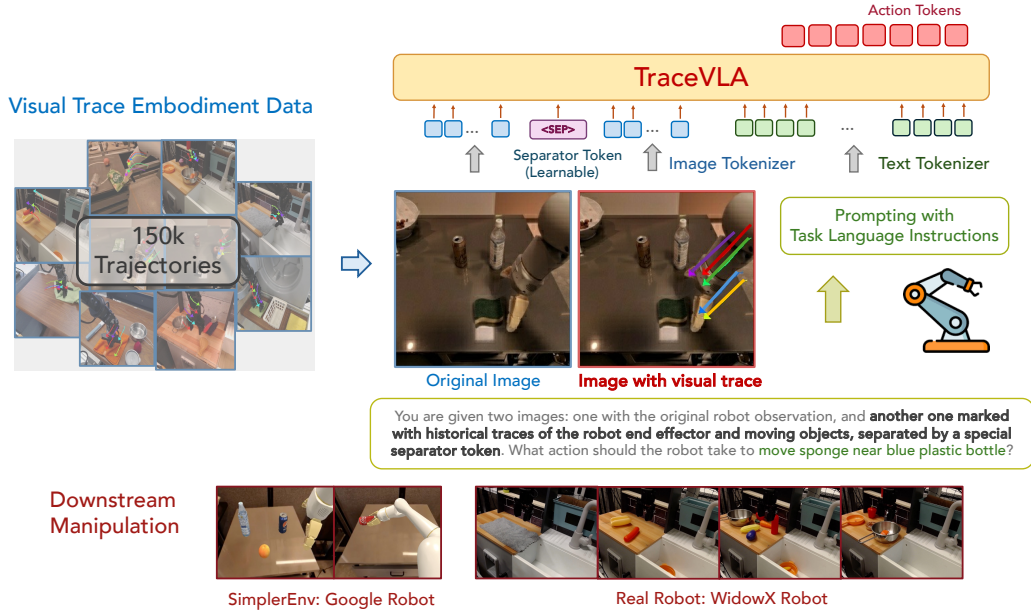 Action Tokens
TraceVLA
Visual Trace Embodiment Data
...
<SEP>
...
...
Separator Token
(Learnable)
Image Tokenizer
Text Tokenizer
150k
Trajectories
Prompting with
Task Language Instructions
Original Image
Image with visual trace
You are given two images: one with the original robot observation, and another one marked
with historical traces of the robot end effector and moving objects, separated by a special
separator token. What action should the robot take to move sponge near blue plastic bottle?
Downstream
Manipulation
SimplerEnv: Google Robot
Real Robot: WidowX Robot